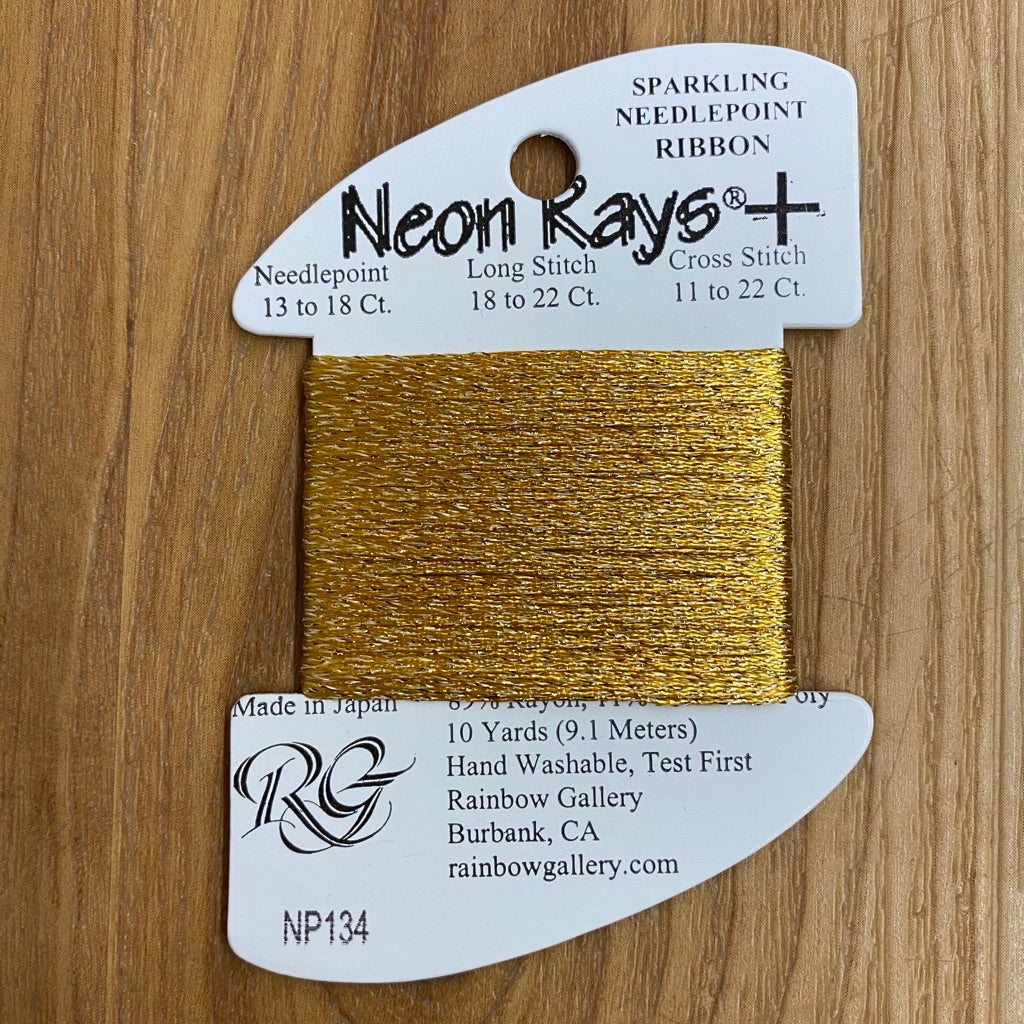 SPARKLING
NEEDLEPOINT
RIBBON
Neon Rays®+
Needlepoint
13 to 18 Ct.
Long Stitch
18 to 22 Ct.
Cross Stitch
11 to 22 Ct.
Made in Japan
89% Rayon, 11%
10 Yards (9.1 Meters)
Hand Washable, Test First
Rainbow Gallery
Burbank, CA
rainbowgallery.com
RG
NP134